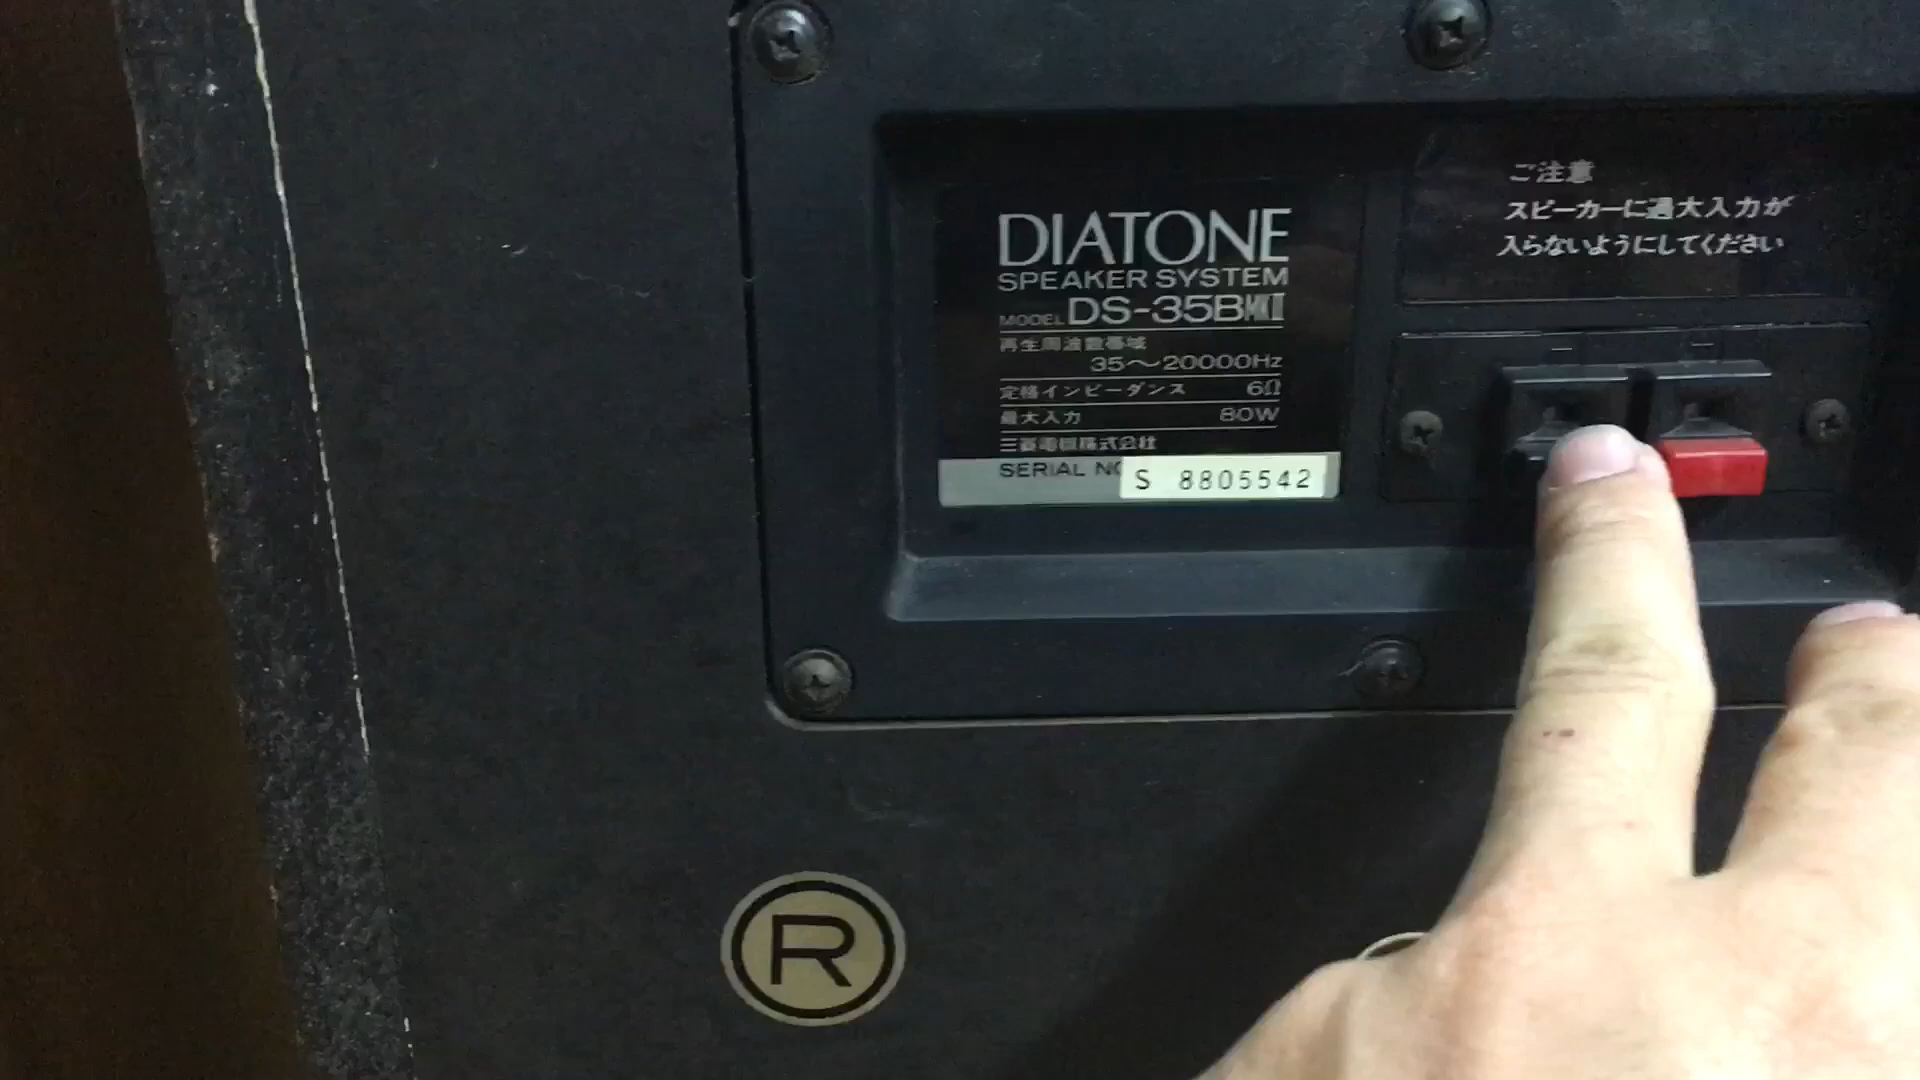 DIATONE
SPEAKER SYSTEM
MODEL DS-35BMKII
再生周波数帯域
35～20000Hz
定格インピーダンス 6Ω
最大入力 80W
三菱電機株式会社
SERIAL NO
S 8805542
ご注意
スピーカーに過大入力が
入らないようにしてください
R